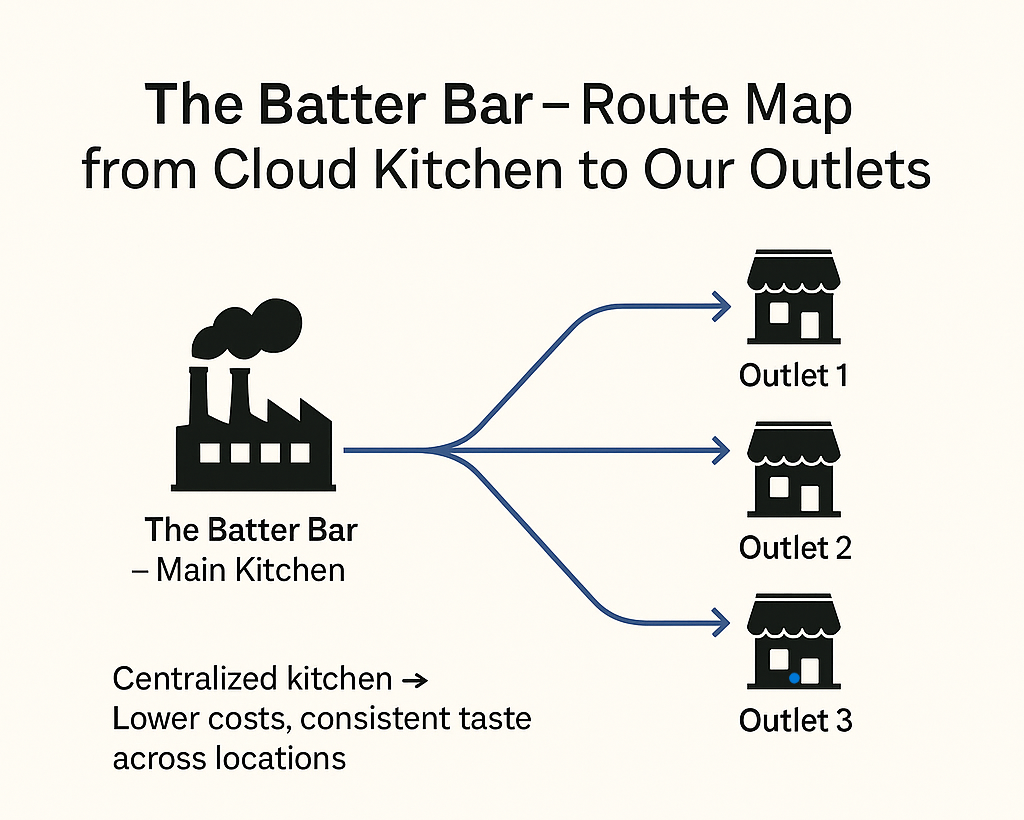 The Batter Bar – Route Map
from Cloud Kitchen to Our Outlets
Outlet 1
Outlet 2
The Batter Bar
– Main Kitchen
Centralized kitchen →
Lower costs, consistent taste
across locations
Outlet 3